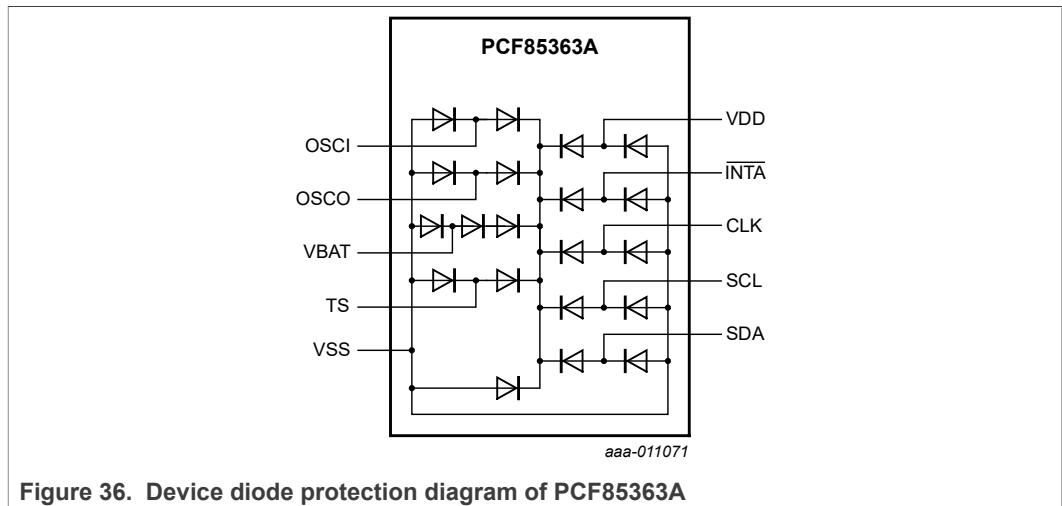 PCF85363A
OSCI
OSCO
VBAT
TS
VSS
VDD
INTA
CLK
SCL
SDA
aaa-011071
Figure 36. Device diode protection diagram of PCF85363A